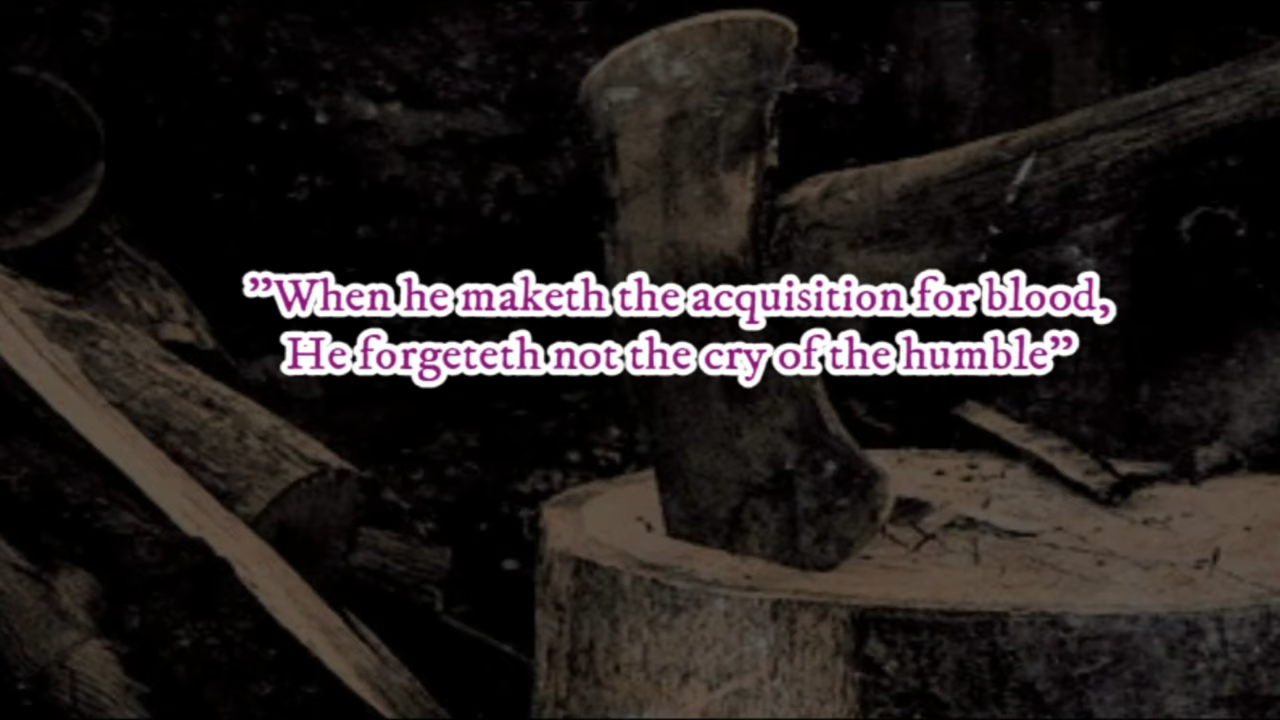 ”When he maketh the acquisition for blood,
He forgeteth not the cry of the humble”